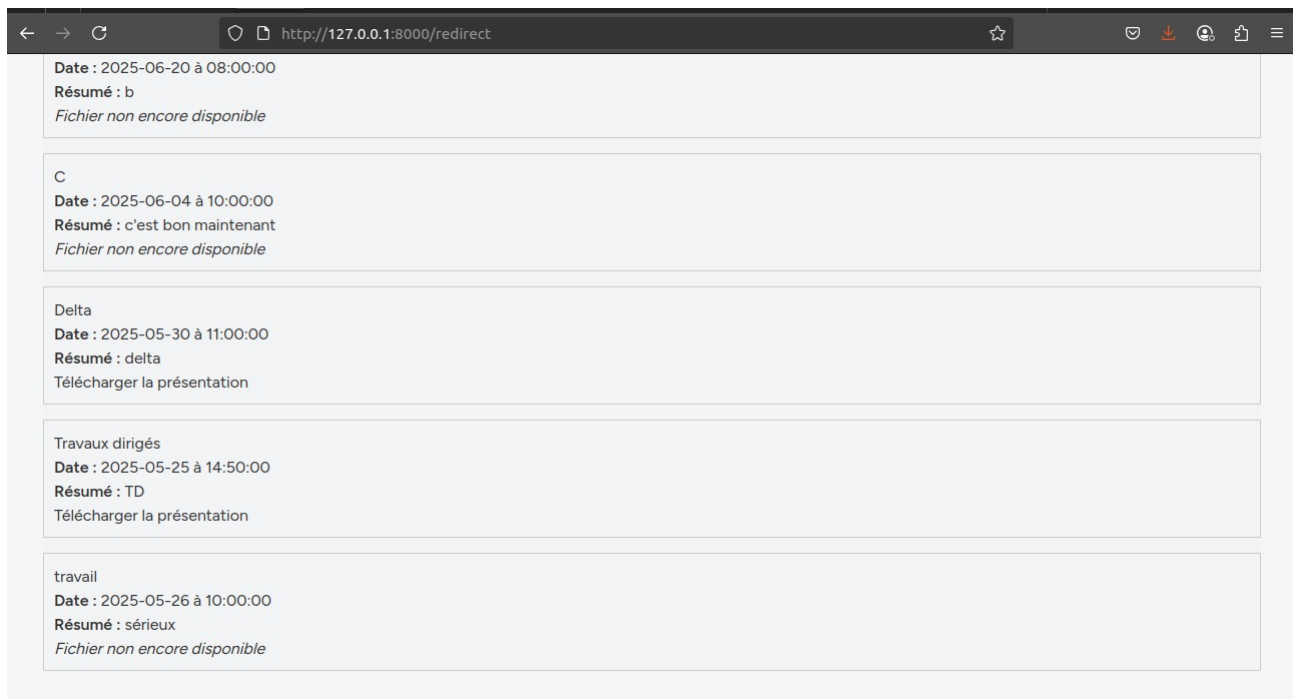 http://127.0.0.1:8000/redirect
Date : 2025-06-20 à 08:00:00
Résumé : b
Fichier non encore disponible
C
Date : 2025-06-04 à 10:00:00
Résumé : c'est bon maintenant
Fichier non encore disponible
Delta
Date : 2025-05-30 à 11:00:00
Résumé : delta
Télécharger la présentation
Travaux dirigés
Date : 2025-05-25 à 14:50:00
Résumé : TD
Télécharger la présentation
travail
Date : 2025-05-26 à 10:00:00
Résumé : sérieux
Fichier non encore disponible